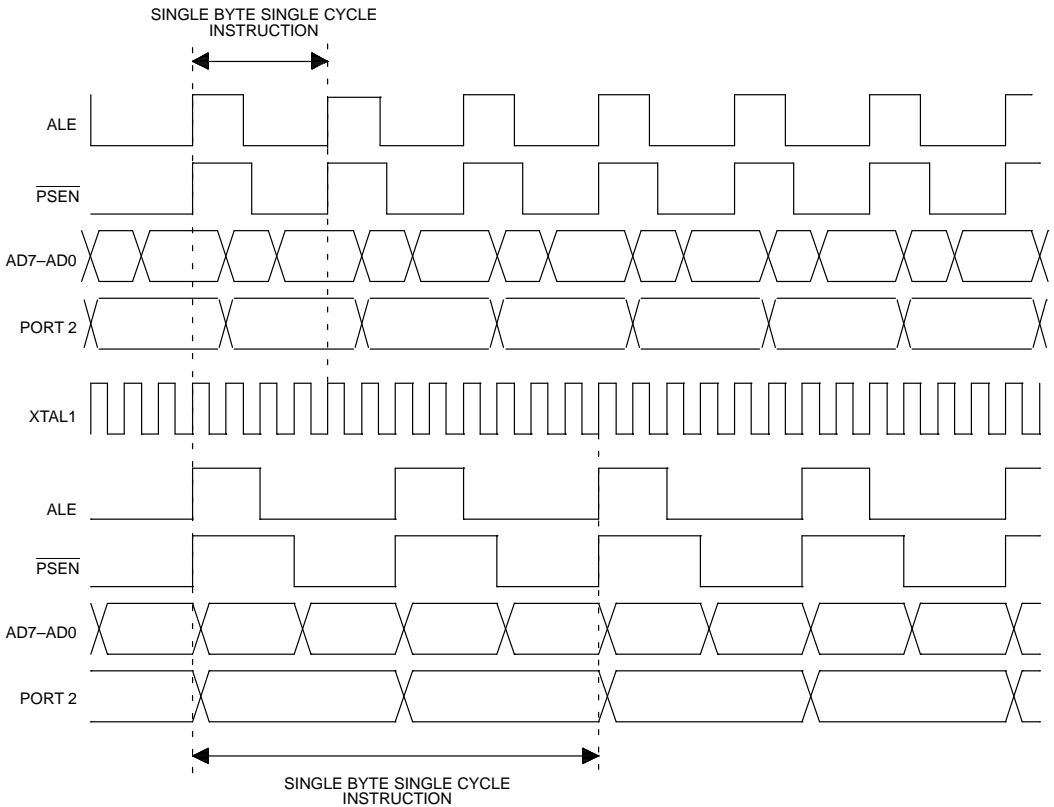 SINGLE BYTE SINGLE CYCLE
INSTRUCTION
ALE
PSEN
AD7–AD0
PORT 2
XTAL1
ALE
PSEN
AD7–AD0
PORT 2
SINGLE BYTE SINGLE CYCLE
INSTRUCTION